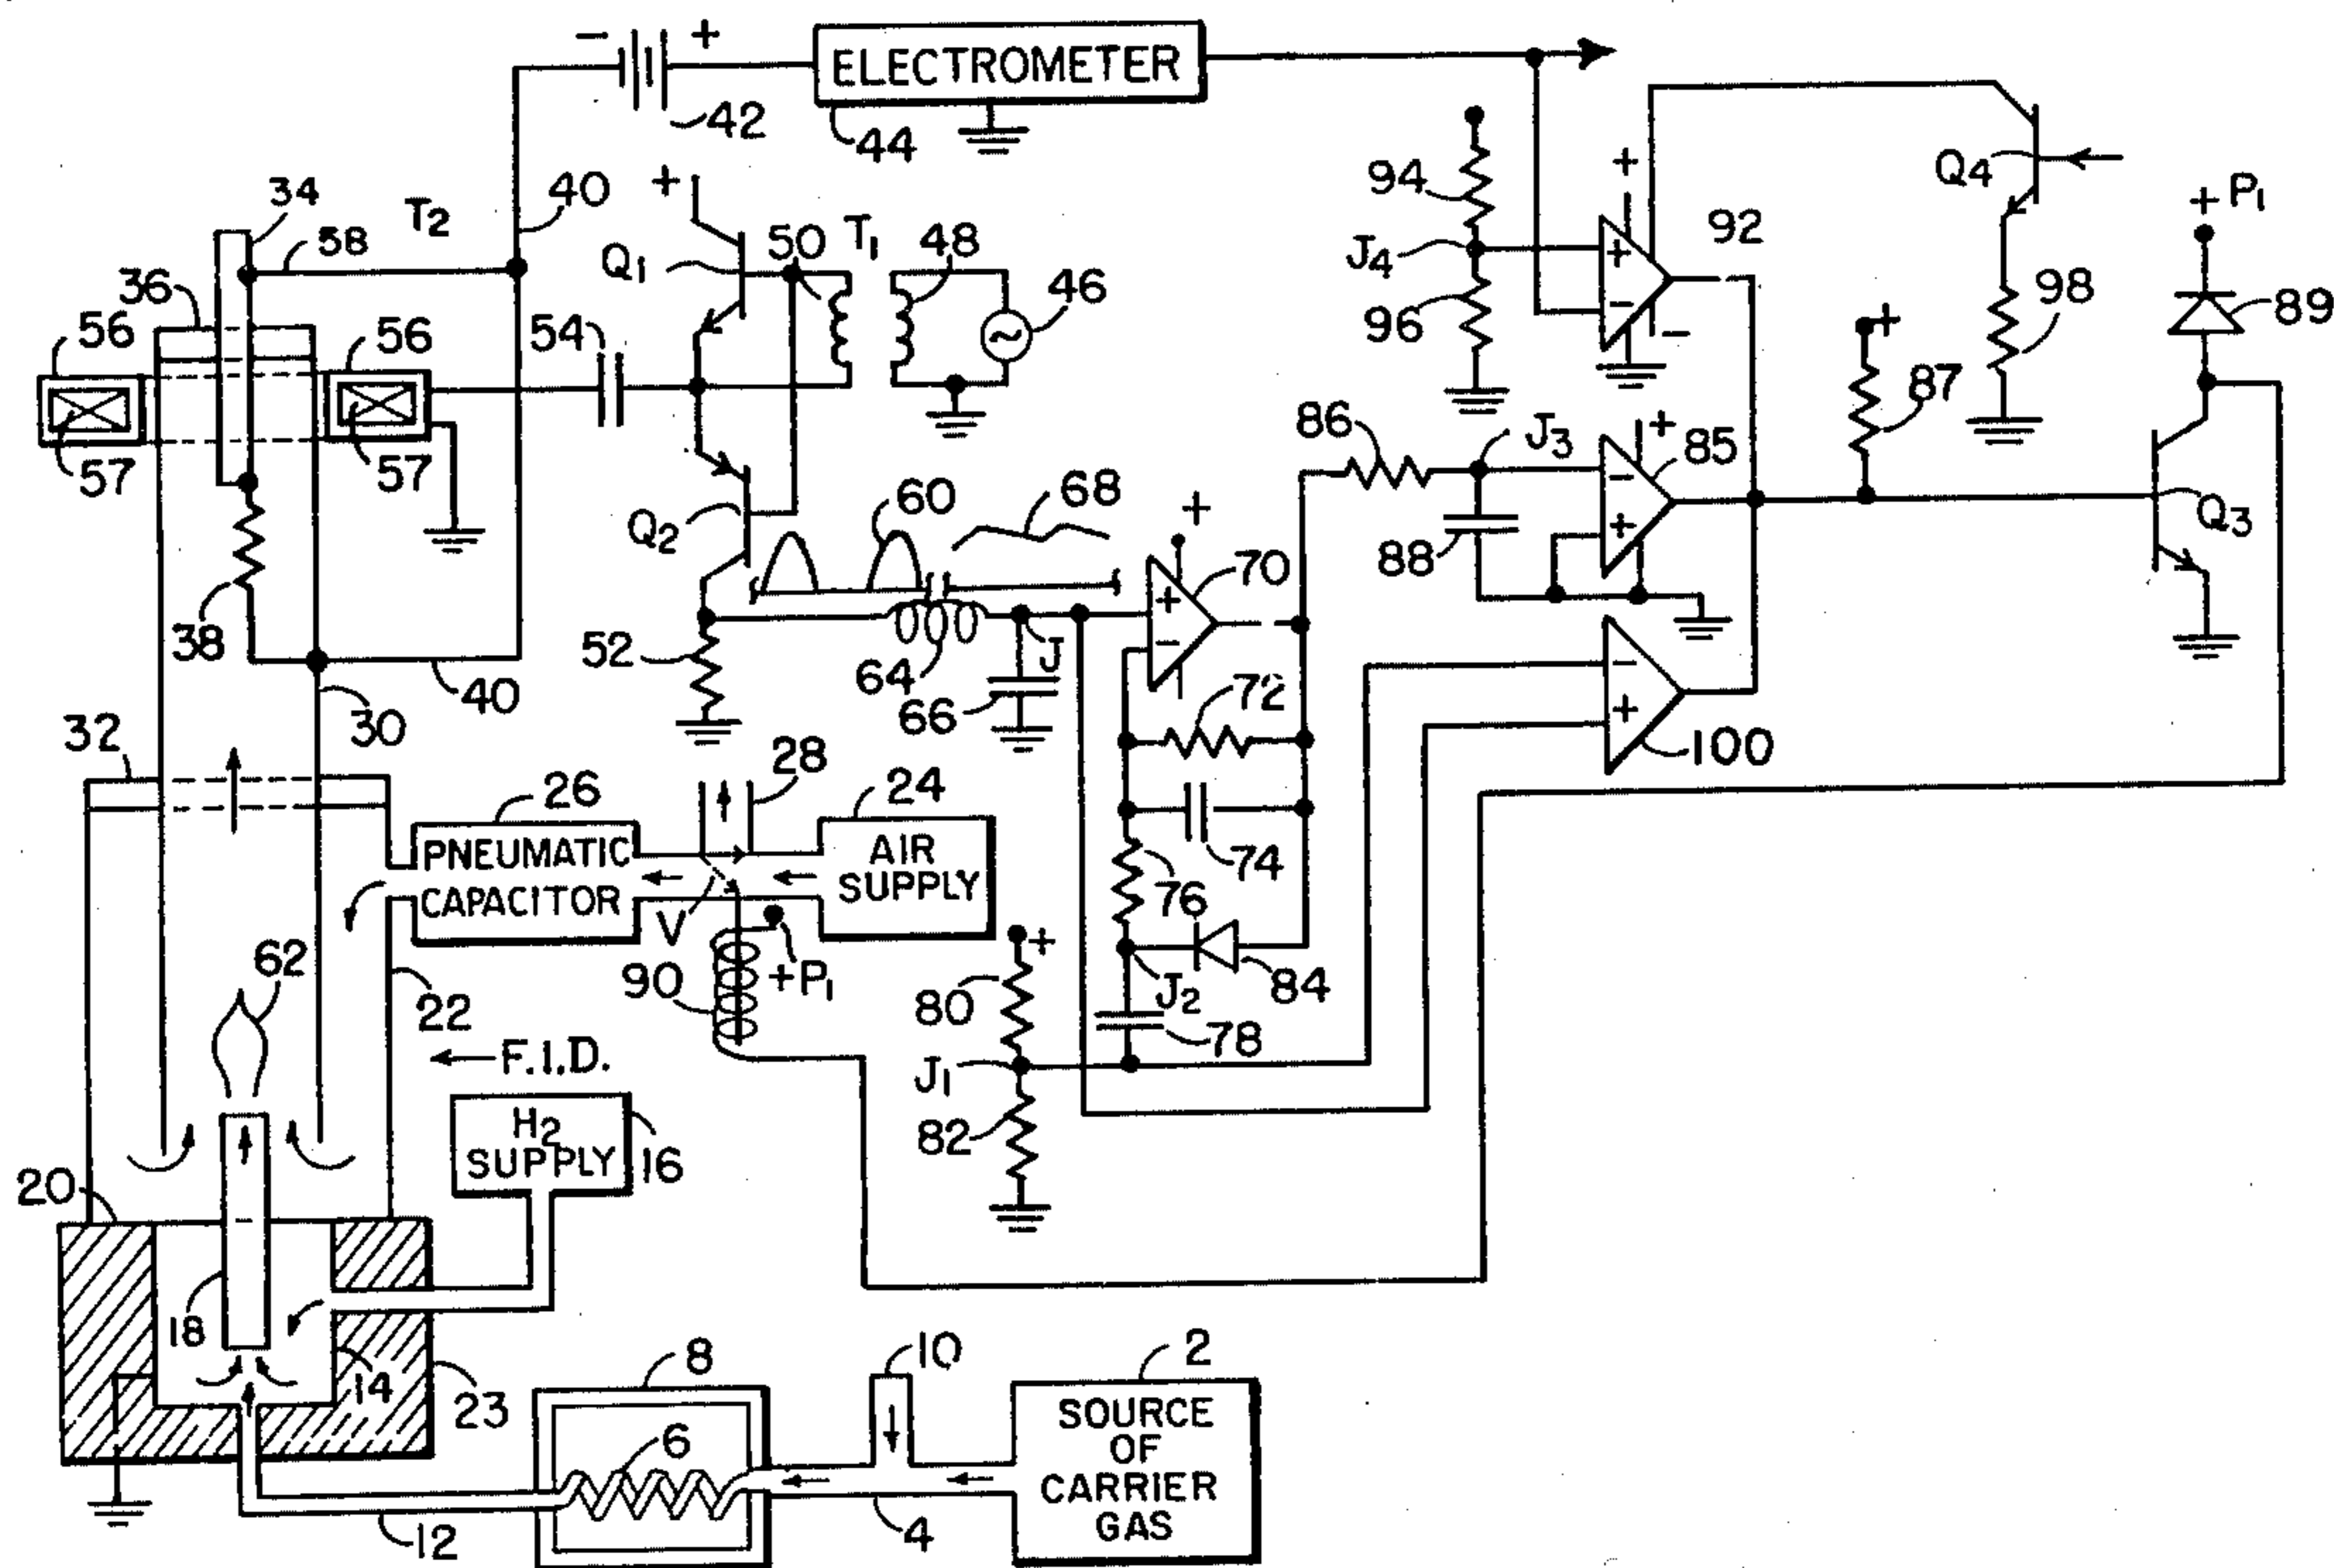 − +
ELECTROMETER
42
44
34
T2
58
40
+
Q1
50
T1
48
46
36
56
56
54
57
57
Q2
60
68
+
70
+
−
38
52
64
J
66
72
40
30
32
28
26
24
PNEUMATIC
CAPACITOR
AIR
SUPPLY
V
90
+P1
74
76
84
J2
78
80
+
J1
82
62
22
F.I.D.
H2
SUPPLY
16
20
18
14
23
8
10
2
6
SOURCE
OF
CARRIER
GAS
12
4
94
J4
96
+
+
−
−
92
Q4
98
+P1
89
+
87
86
J3
88
+
−
+
85
Q3
−
+
100